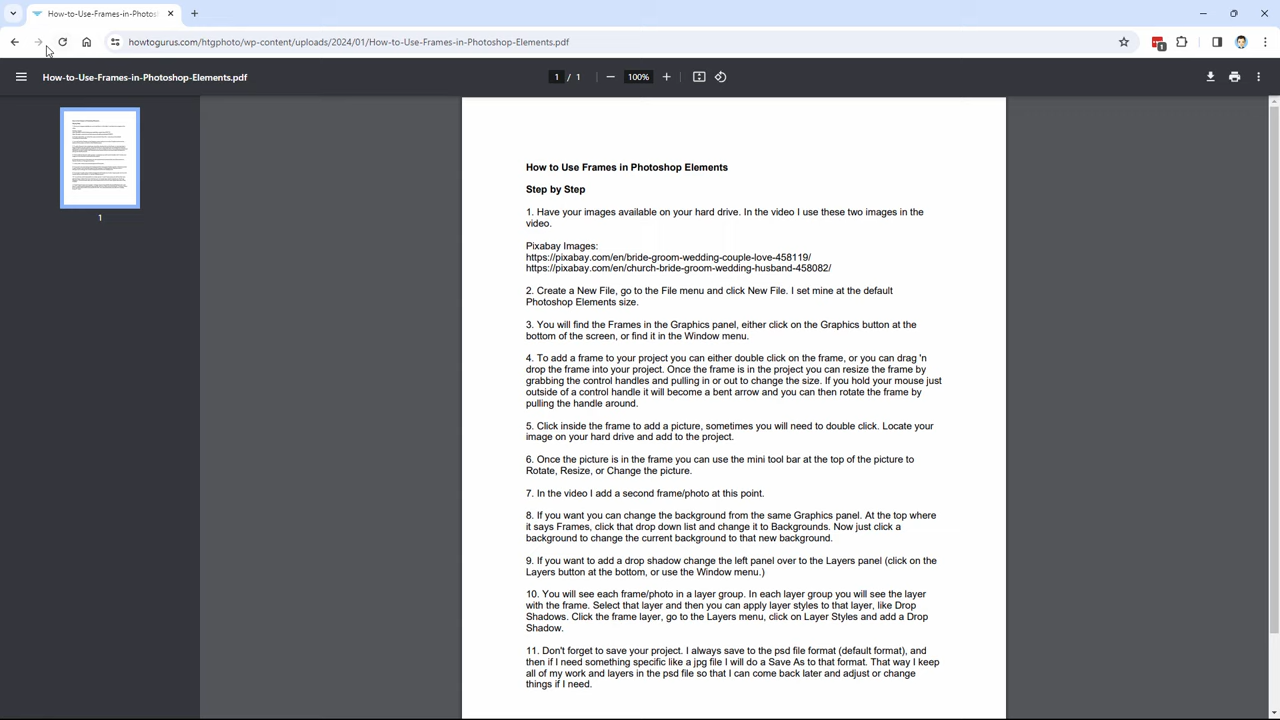 How-to-Use-Frames-in-Photos
howtogurus.com/htgphoto/wp-content/uploads/2024/01/How-to-Use-Frames-in-Photoshop-Elements.pdf
1
How-to-Use-Frames-in-Photoshop-Elements.pdf
1 / 1
100%
How to Use Frames in Photoshop Elements
Step by Step
1. Have your images available on your hard drive. In the video I use these two images in the
video.
Pixabay Images:
https://pixabay.com/en/bride-groom-wedding-couple-love-458119/
https://pixabay.com/en/church-bride-groom-wedding-husband-458082/
2. Create a New File, go to the File menu and click New File. I set mine at the default
Photoshop Elements size.
3. You will find the Frames in the Graphics panel, either click on the Graphics button at the
bottom of the screen, or find it in the Window menu.
4. To add a frame to your project you can either double click on the frame, or you can drag 'n
drop the frame into your project. Once the frame is in the project you can resize the frame by
grabbing the control handles and pulling in or out to change the size. If you hold your mouse just
outside of a control handle it will become a bent arrow and you can then rotate the frame by
pulling the handle around.
5. Click inside the frame to add a picture, sometimes you will need to double click. Locate your
image on your hard drive and add to the project.
6. Once the picture is in the frame you can use the mini tool bar at the top of the picture to
Rotate, Resize, or Change the picture.
7. In the video I add a second frame/photo at this point.
8. If you want you can change the background from the same Graphics panel. At the top where
it says Frames, click that drop down list and change it to Backgrounds. Now just click a
background to change the current background to that new background.
9. If you want to add a drop shadow change the left panel over to the Layers panel (click on the
Layers button at the bottom, or use the Window menu.)
10. You will see each frame/photo in a layer group. In each layer group you will see the layer
with the frame. Select that layer and then you can apply layer styles to that layer, like Drop
Shadows. Click the frame layer, go to the Layers menu, click on Layer Styles and add a Drop
Shadow.
11. Don't forget to save your project. I always save to the psd file format (default format), and
then if I need something specific like a jpg file I will do a Save As to that format. That way I keep
all of my work and layers in the psd file so that I can come back later and adjust or change
things if I need.
1